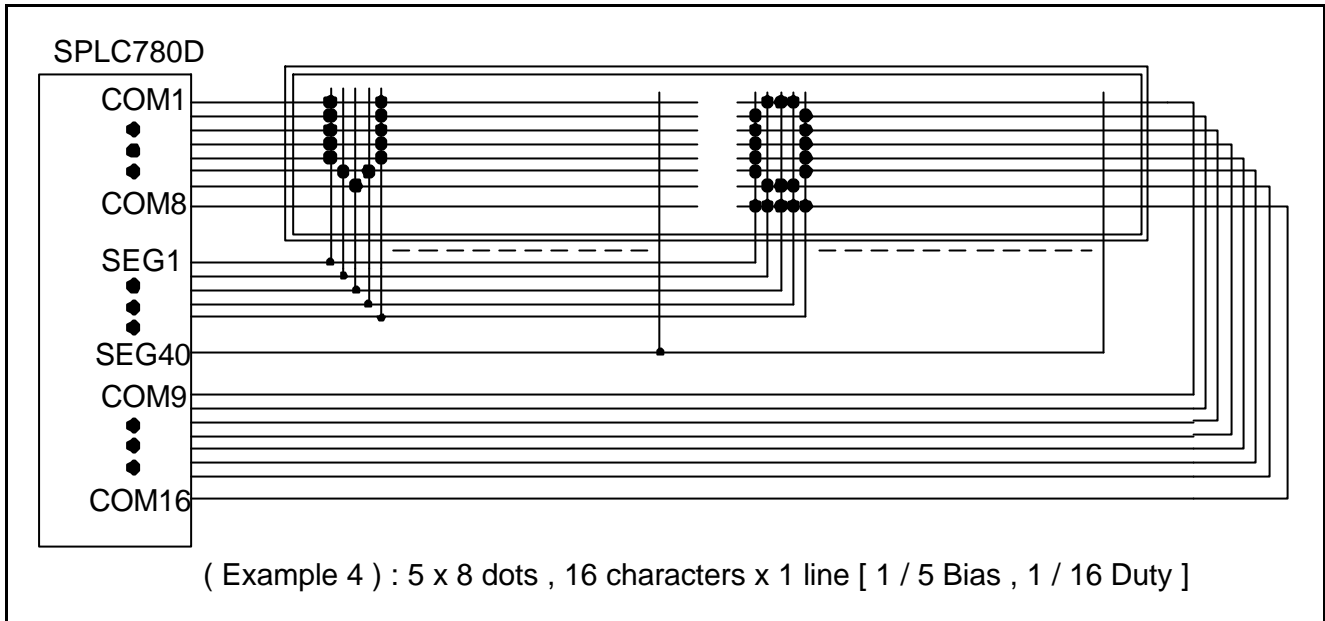 SPLC780D
COM1
COM8
SEG1
SEG40
COM9
COM16
( Example 4 ) : 5 x 8 dots , 16 characters x 1 line [ 1 / 5 Bias , 1 / 16 Duty ]